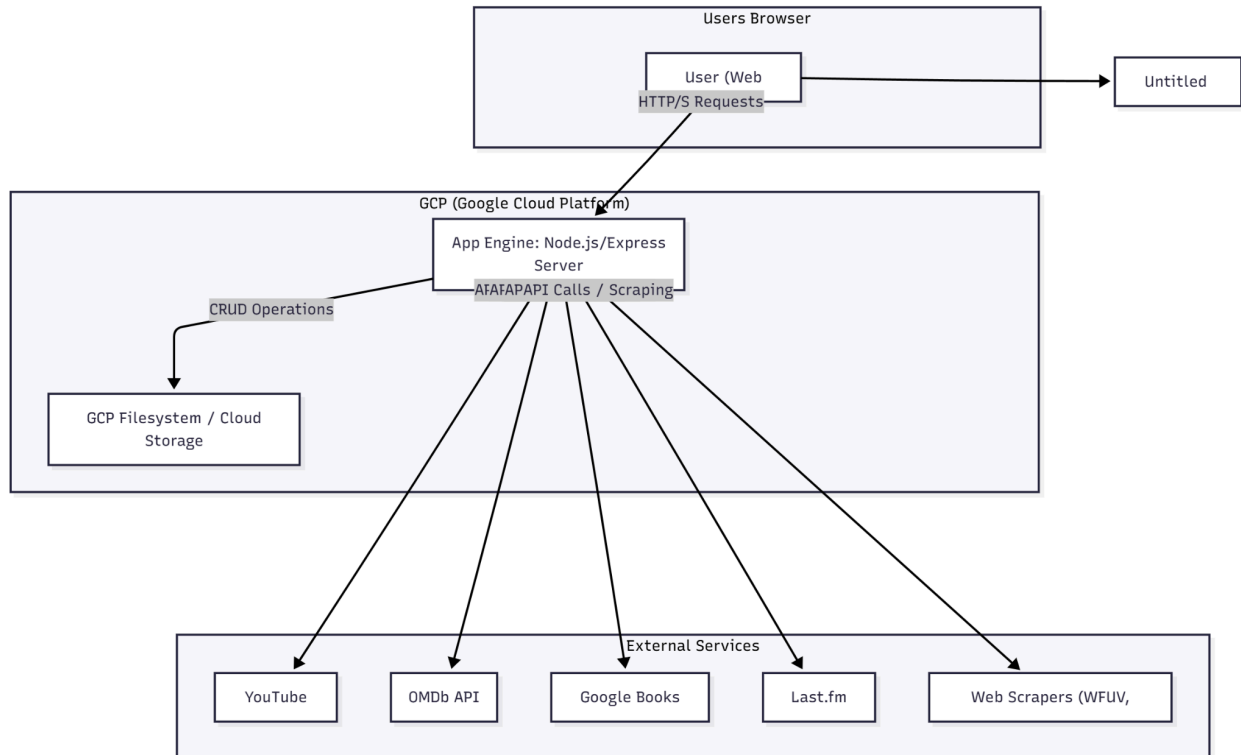 Users Browser
User (Web
Untitled
HTTP/S Requests
GCP (Google Cloud Platform)
App Engine: Node.js/Express
Server
API Calls / Scraping
CRUD Operations
GCP Filesystem / Cloud
Storage
External Services
YouTube
OMDb API
Google Books
Last.fm
Web Scrapers (WFUV,